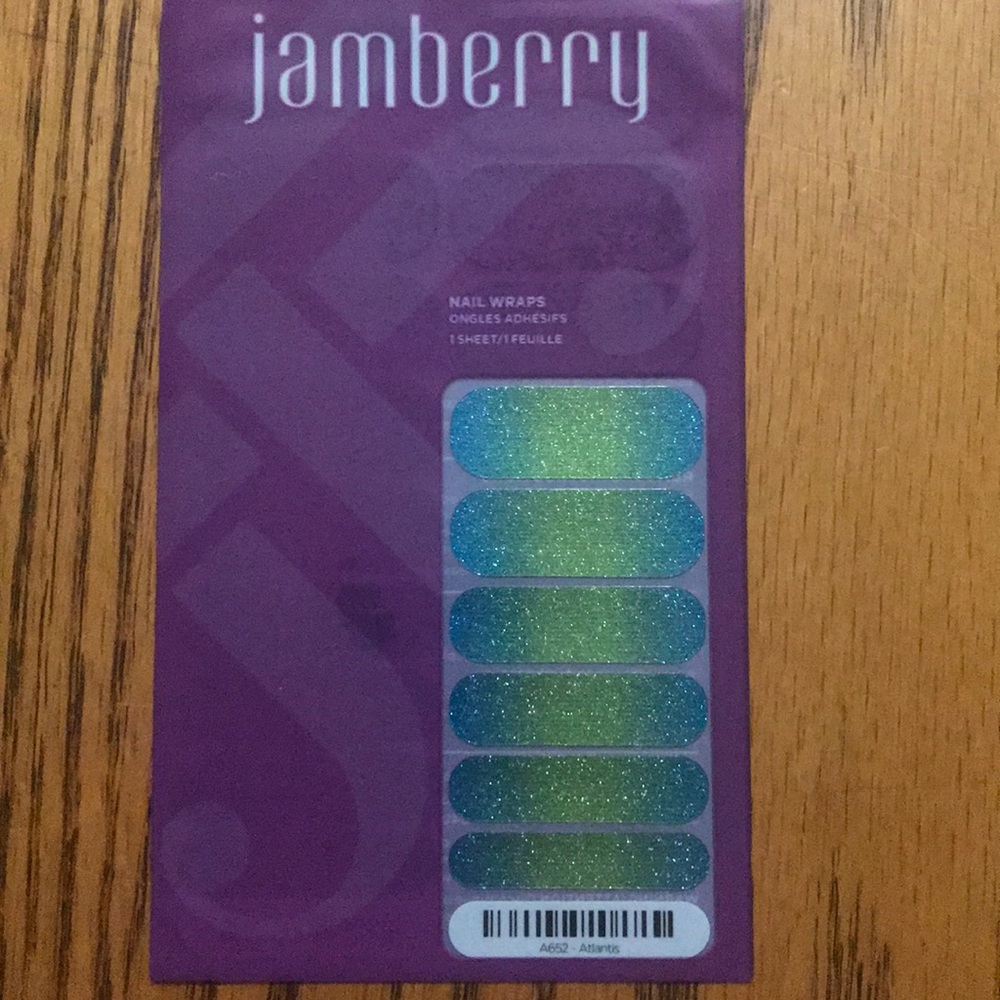 jamberry
NAIL WRAPS
ONGLES ADHÉSIFS
1 SHEET/1 FEUILLE
A652 - Atlantis